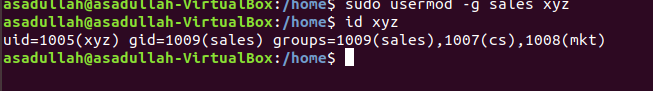 asadullah@asadullah-VirtualBox:/home$ sudo usermod -g sales xyz
asadullah@asadullah-VirtualBox:/home$ id xyz
uid=1005(xyz) gid=1009(sales) groups=1009(sales),1007(cs),1008(mkt)
asadullah@asadullah-VirtualBox:/home$